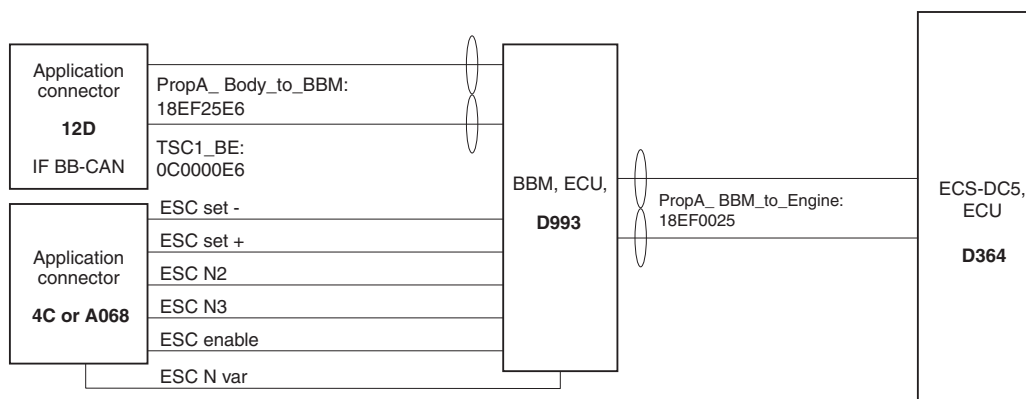 Application
connector
12D
IF BB-CAN
PropA_ Body_to_BBM:
18EF25E6
TSC1_BE:
0C0000E6
Application
connector
4C or A068
ESC set -
ESC set +
ESC N2
ESC N3
ESC enable
ESC N var
BBM, ECU,
D993
PropA_ BBM_to_Engine:
18EF0025
ECS-DC5,
ECU
D364